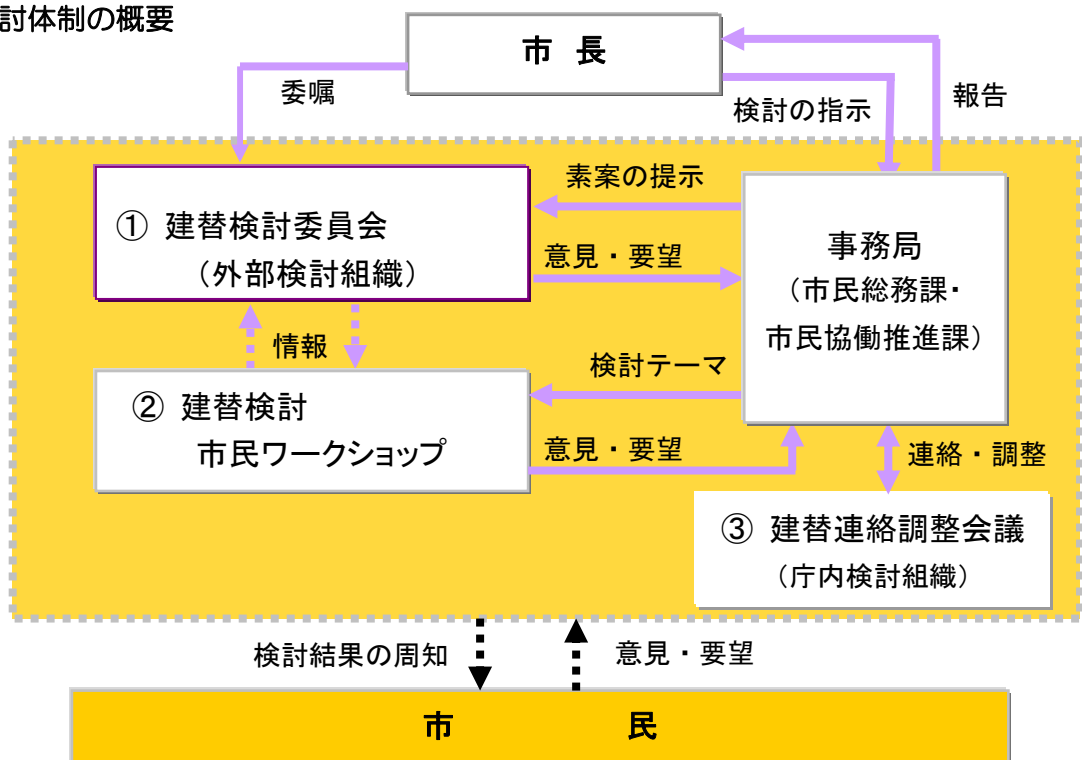 討体制の概要
市 長
委嘱
検討の指示
報告
素案の提示
① 建替検討委員会
（外部検討組織）
意見・要望
事務局
（市民総務課・
市民協働推進課）
情報
検討テーマ
② 建替検討
市民ワークショップ
意見・要望
連絡・調整
③ 建替連絡調整会議
（庁内検討組織）
検討結果の周知
意見・要望
市 民